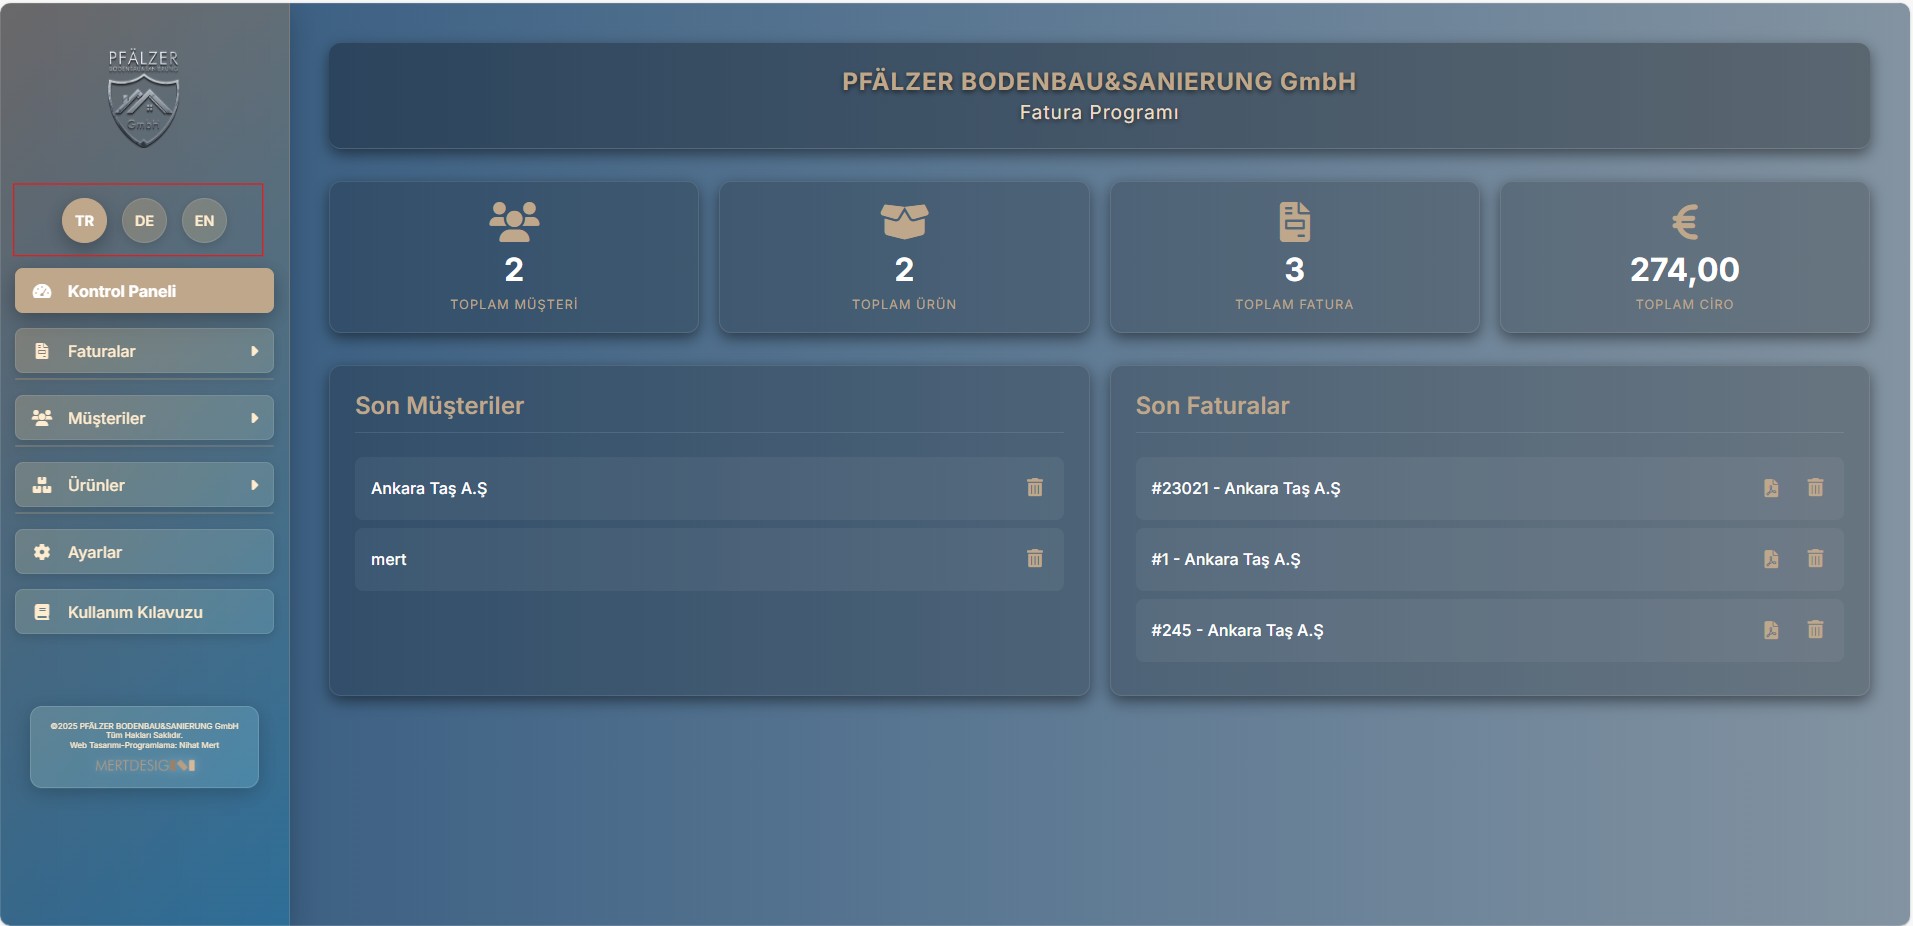 PFÄLZER
GmbH
TR DE EN
Kontrol Paneli
Faturalar
Müşteriler
Ürünler
Ayarlar
Kullanım Kılavuzu
©2025 PFÄLZER BODENBAU&SANIERUNG GmbH
Tüm Hakları Saklıdır.
Web Tasarımı-Programlama: Nihat Mert
MERTDESIGN
PFÄLZER BODENBAU&SANIERUNG GmbH
Fatura Programı
2
TOPLAM MÜŞTERİ
2
TOPLAM ÜRÜN
3
TOPLAM FATURA
€
274,00
TOPLAM CİRO
Son Müşteriler
Ankara Taş A.Ş
mert
Son Faturalar
#23021 - Ankara Taş A.Ş
#1 - Ankara Taş A.Ş
#245 - Ankara Taş A.Ş